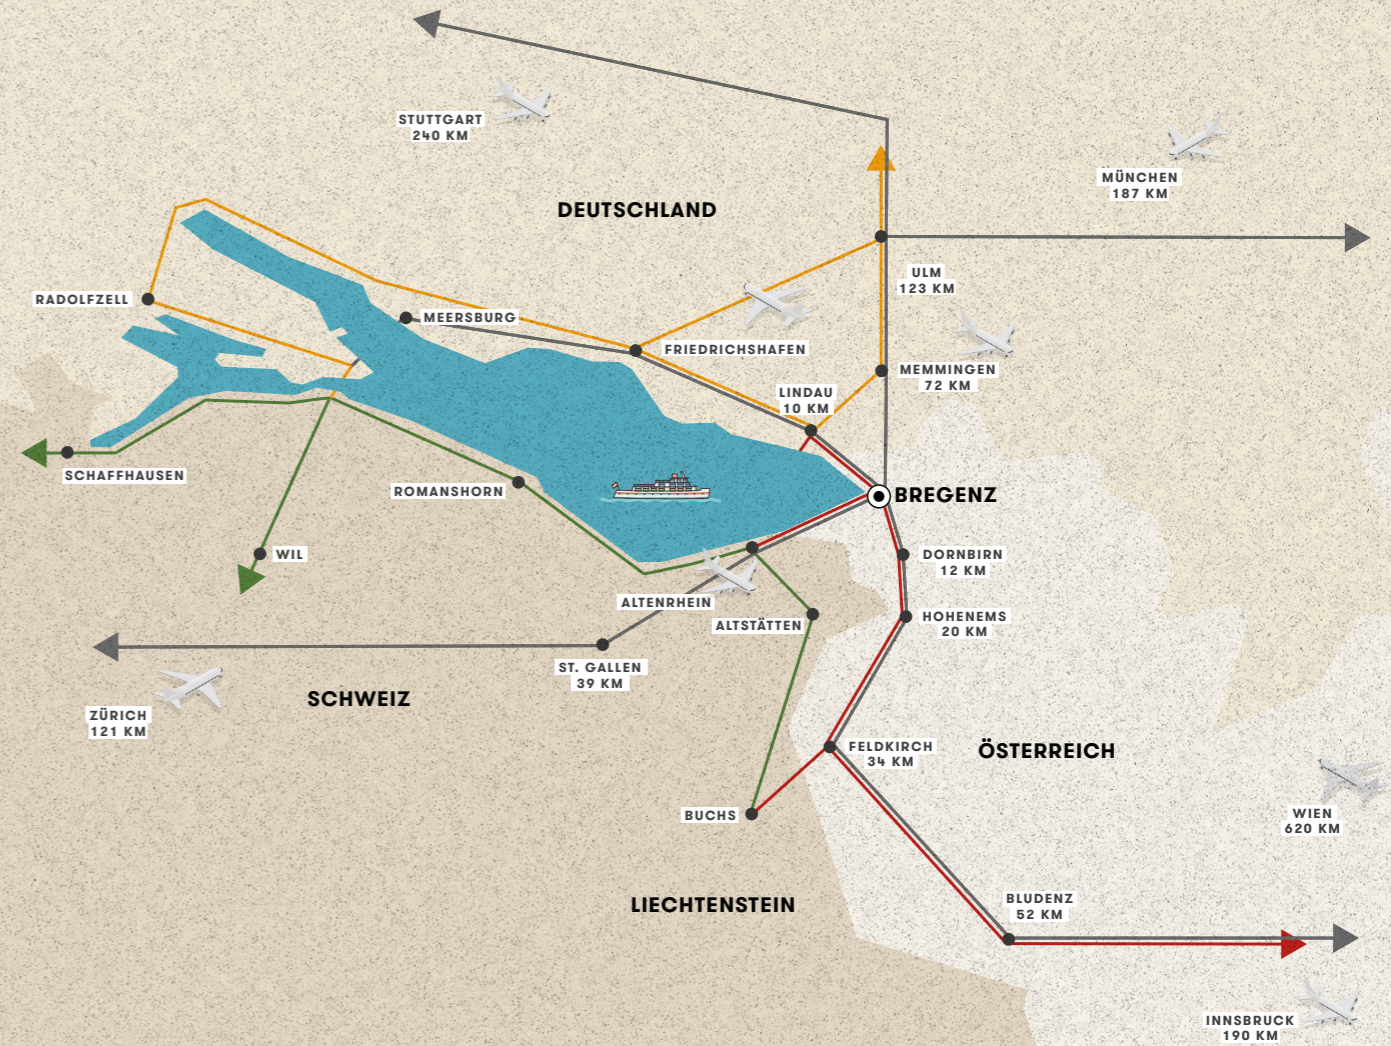 STUTTGART
240 KM
MÜNCHEN
187 KM
DEUTSCHLAND
ULM
123 KM
RADOLFZELL
MEERSBURG
FRIEDRICHSHAFEN
MEMMINGEN
72 KM
LINDAU
10 KM
SCHAFFHAUSEN
ROMANSHORN
BREGENZ
WIL
DORNBIRN
12 KM
ALTENRHEIN
ALTSTÄTTEN
HOHENEMS
20 KM
ST. GALLEN
39 KM
SCHWEIZ
ZÜRICH
121 KM
FELDKIRCH
34 KM
ÖSTERREICH
BUCHS
WIEN
620 KM
LIECHTENSTEIN
BLUDENZ
52 KM
INNSBRUCK
190 KM